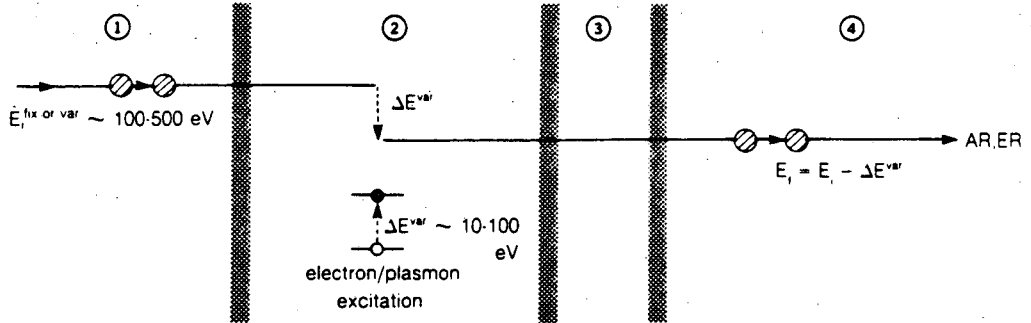 ① ② ③ ④
E_i^fix or var ~ 100-500 eV
ΔE^var
AR,ER
E_f = E_i − ΔE^var
ΔE^var ~ 10-100
eV
electron/plasmon
excitation